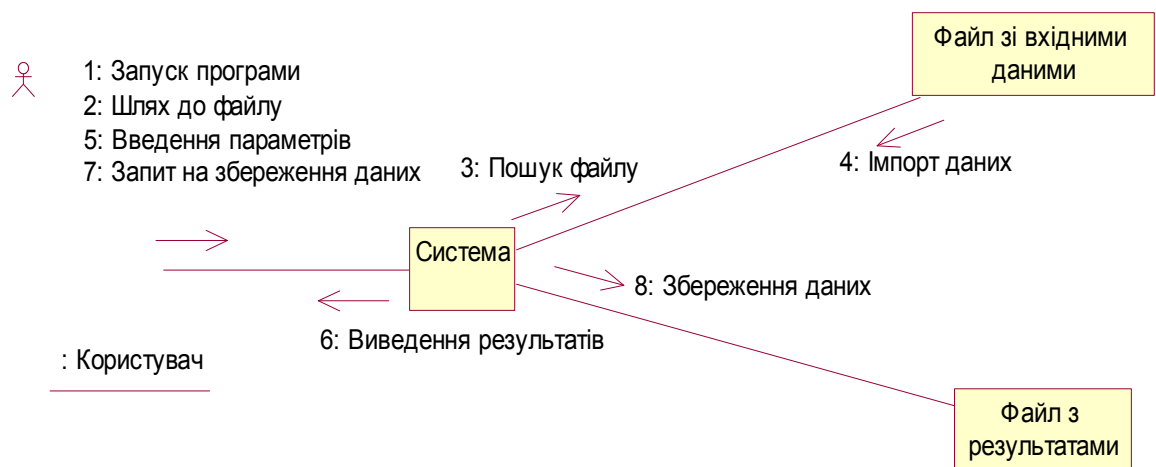 Файл зі вхідними
даними
1: Запуск програми
2: Шлях до файлу
5: Введення параметрів
7: Запит на збереження даних
3: Пошук файлу
4: Імпорт даних
Система
8: Збереження даних
6: Виведення результатів
: Користувач
Файл з
результатами